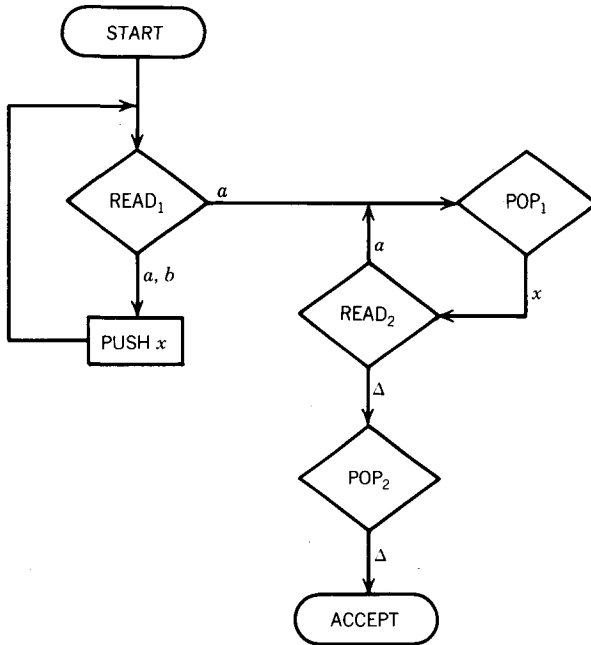 START
READ₁
a
POP₁
a, b
a
x
READ₂
PUSH x
Δ
POP₂
Δ
ACCEPT